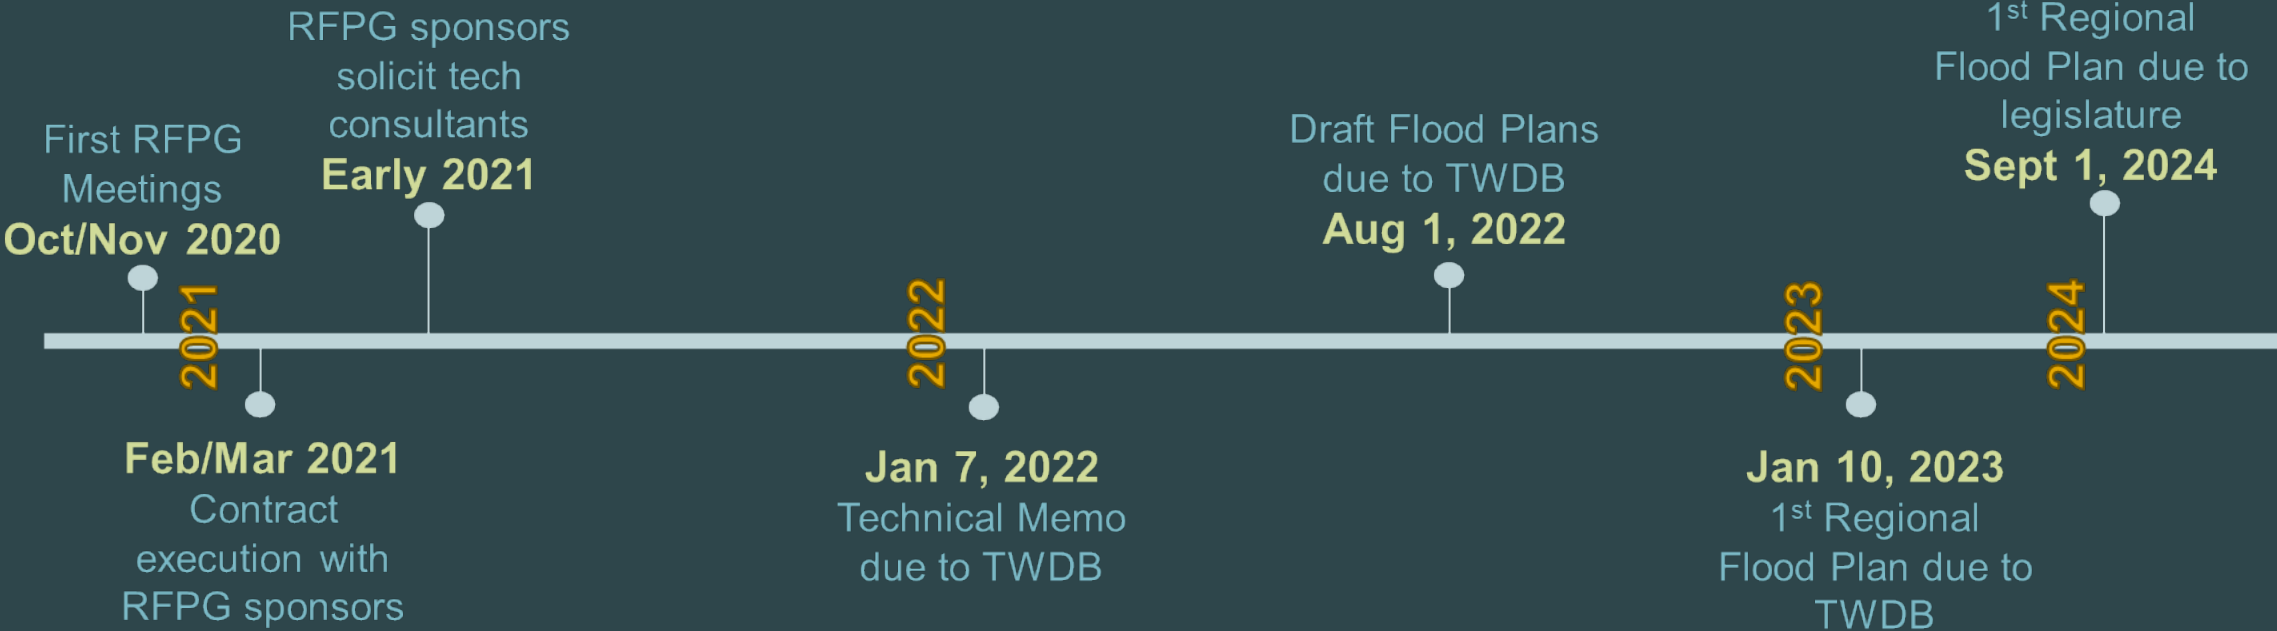 First RFPG
Meetings
Oct/Nov 2020
RFPG sponsors
solicit tech
consultants
Early 2021
Draft Flood Plans
due to TWDB
Aug 1, 2022
1st Regional
Flood Plan due to
legislature
Sept 1, 2024
2021
2022
2023
2024
Feb/Mar 2021
Contract
execution with
RFPG sponsors
Jan 7, 2022
Technical Memo
due to TWDB
Jan 10, 2023
1st Regional
Flood Plan due to
TWDB